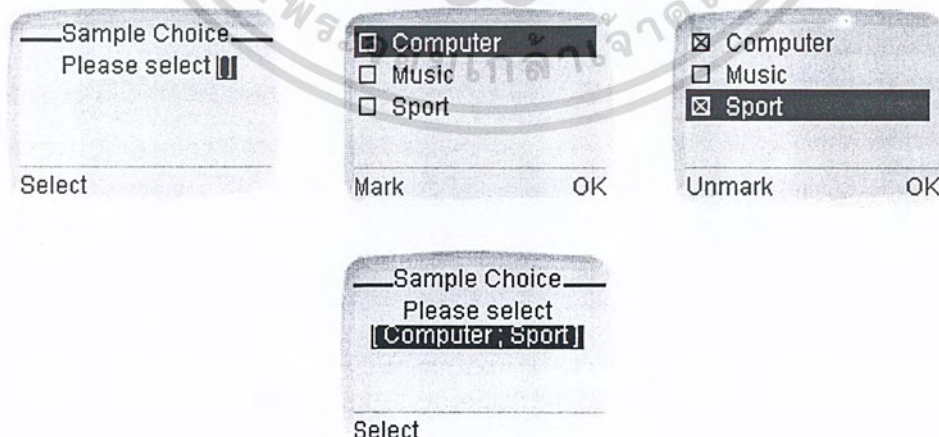 Sample Choice
Please select []
Select
Computer
Music
Sport
Mark OK
Computer
Music
Sport
Unmark OK
Sample Choice
Please select
[Computer ; Sport]
Select